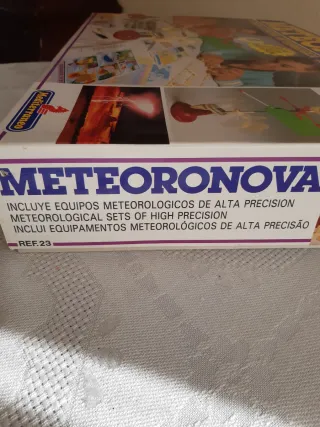 Mediterraneo
METEORONOVA
INCLUYE EQUIPOS METEOROLOGICOS DE ALTA PRECISION
METEOROLOGICAL SETS OF HIGH PRECISION
INCLUI EQUIPAMENTOS METEOROLÓGICOS DE ALTA PRECISÃO
REF.23